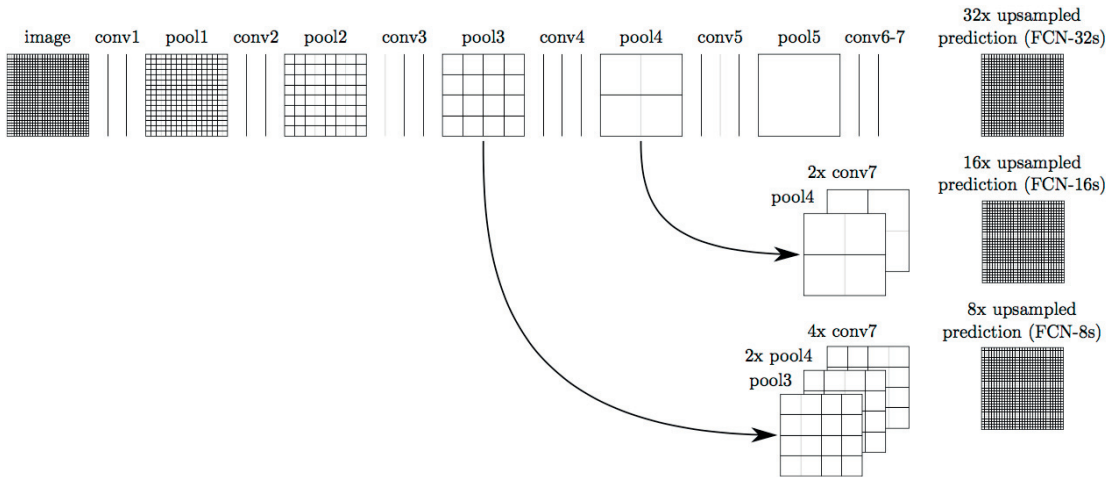 image conv1 pool1 conv2 pool2 conv3 pool3 conv4 pool4 conv5 pool5 conv6-7
32x upsampled
prediction (FCN-32s)
2x conv7
pool4
16x upsampled
prediction (FCN-16s)
4x conv7
2x pool4
pool3
8x upsampled
prediction (FCN-8s)